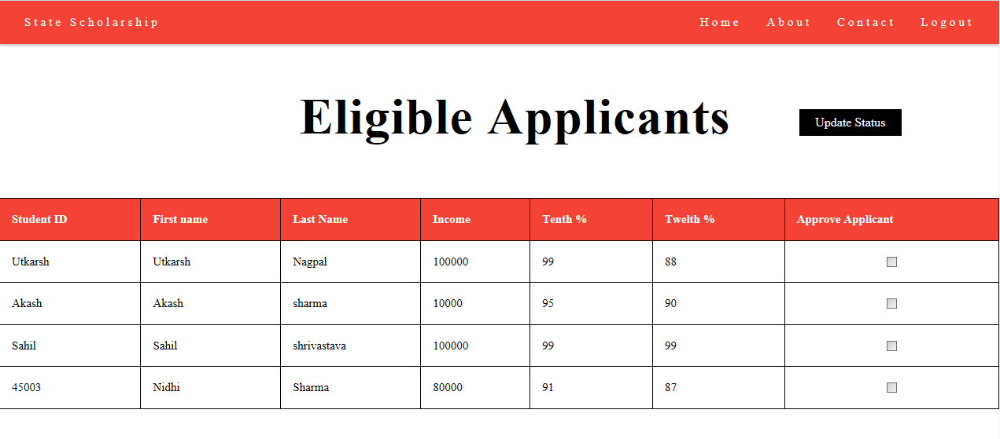 State Scholarship Home About Contact Logout
Eligible Applicants Update Status
Student ID First name Last Name Income Tenth % Twelth % Approve Applicant
Utkarsh Utkarsh Nagpal 100000 99 88
Akash Akash sharma 10000 95 90
Sahil Sahil shrivastava 100000 99 99
45003 Nidhi Sharma 80000 91 87